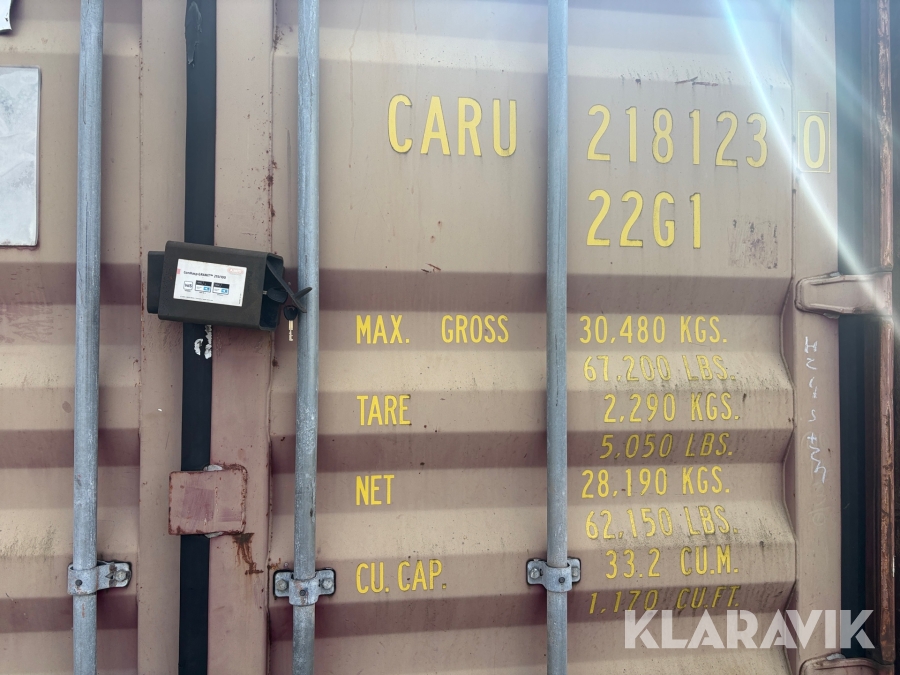 CARU 218123 0
22G1
MAX. GROSS 30,480 KGS.
67,200 LBS.
TARE 2,290 KGS.
5,050 LBS.
NET 28,190 KGS.
62,150 LBS.
CU. CAP. 33.2 CU.M.
1,170 CU.FT.
KLARAVIK